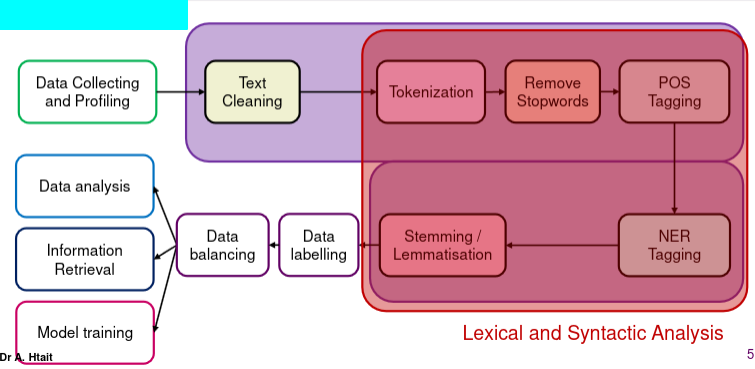 Data Collecting
and Profiling
Text
Cleaning
Tokenization
Remove
Stopwords
POS
Tagging
Data analysis
Information
Retrieval
Model training
Data
balancing
Data
labelling
Stemming /
Lemmatisation
NER
Tagging
Lexical and Syntactic Analysis
Dr A. Htait
5